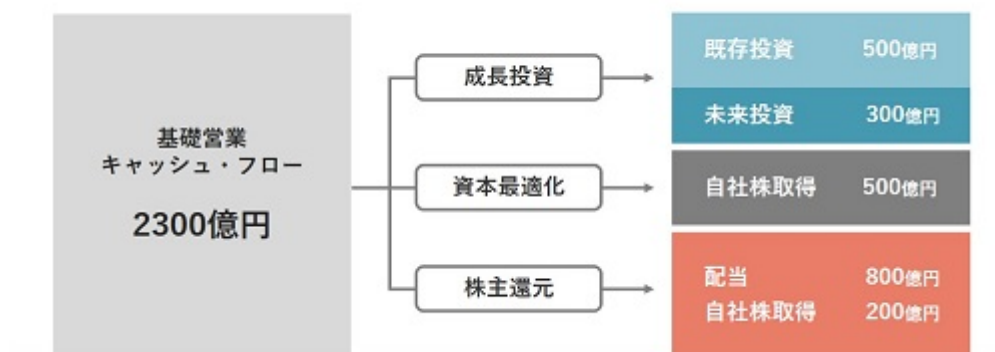 基礎営業
キャッシュ・フロー
2300億円
成長投資
資本最適化
株主還元
既存投資 500億円
未来投資 300億円
自社株取得 500億円
配当 800億円
自社株取得 200億円